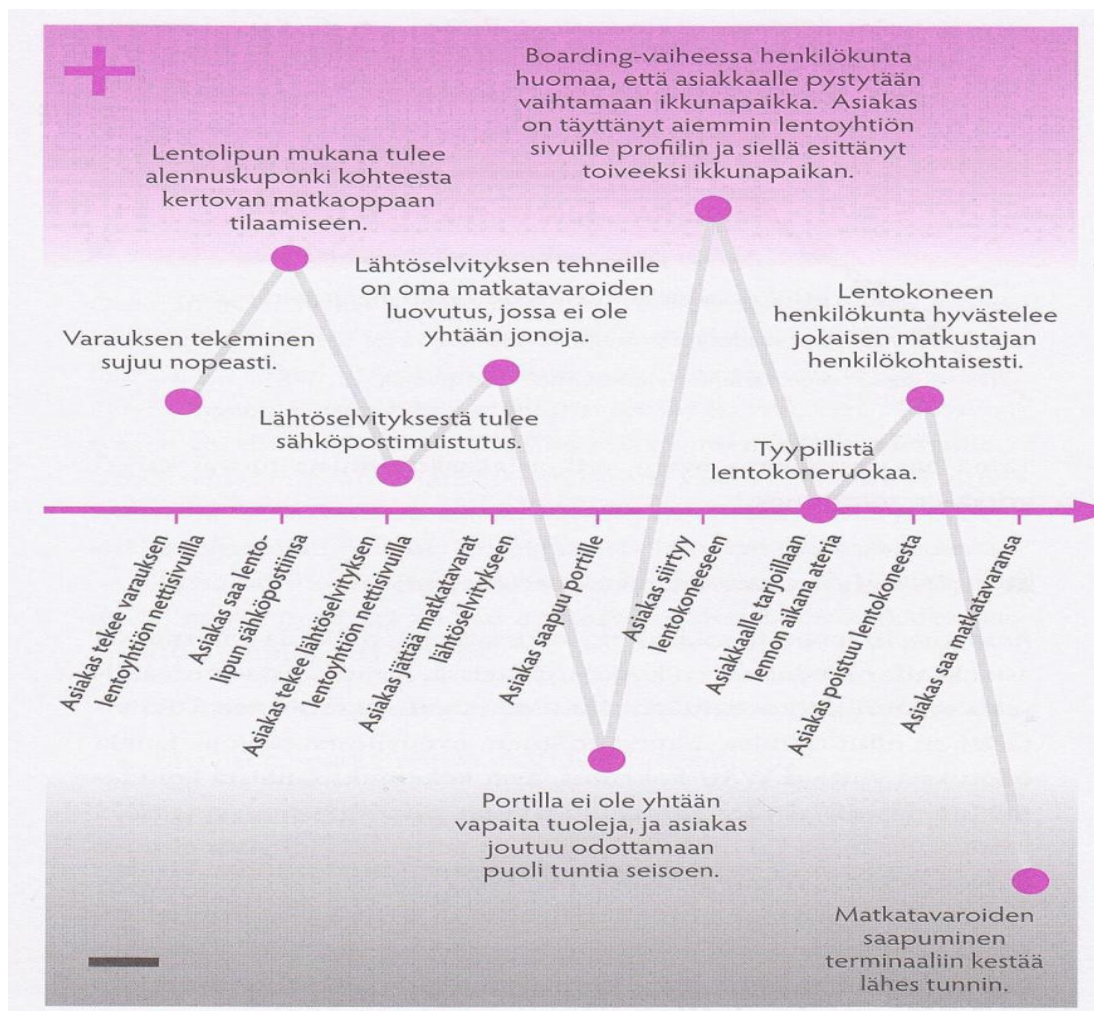 +
Boarding-vaiheessa henkilökunta
huomaa, että asiakkaalle pystytään
vaihtamaan ikkunapaikka. Asiakas
on täyttänyt aiemmin lentoyhtiön
sivuille profiilin ja siellä esittänyt
toiveeksi ikkunapaikan.
Lentolipun mukana tulee
alennuskuponki kohteesta
kertovan matkaoppaan
tilaamiseen.
Lähtöselvityksen tehneille
on oma matkatavaroiden
luovutus, jossa ei ole
yhtään jonoja.
Lentokoneen
henkilökunta hyvästelee
jokaisen matkustajan
henkilökohtaisesti.
Varauksen tekeminen
sujuu nopeasti.
Lähtöselvityksestä tulee
sähköpostimuistutus.
Tyypillistä
lentokoneruokaa.
Asiakas tekee varauksen
lentoyhtiön nettisivuilla
Asiakas saa lento-
lipun sähköpostiinsa
Asiakas tekee lähtöselvityksen
lentoyhtiön nettisivuilla
Asiakas jättää matkatavarat
lähtöselvitykseen
Asiakas saapuu portille
Asiakas siirtyy
lentokoneeseen
Asiakkaalle tarjoillaan
lennon aikana ateria
Asiakas poistuu lentokoneesta
Asiakas saa matkatavaransa
Portilla ei ole yhtään
vapaita tuoleja, ja asiakas
joutuu odottamaan
puoli tuntia seisoen.
Matkatavaroiden
saapuminen
terminaaliin kestää
lähes tunnin.
—